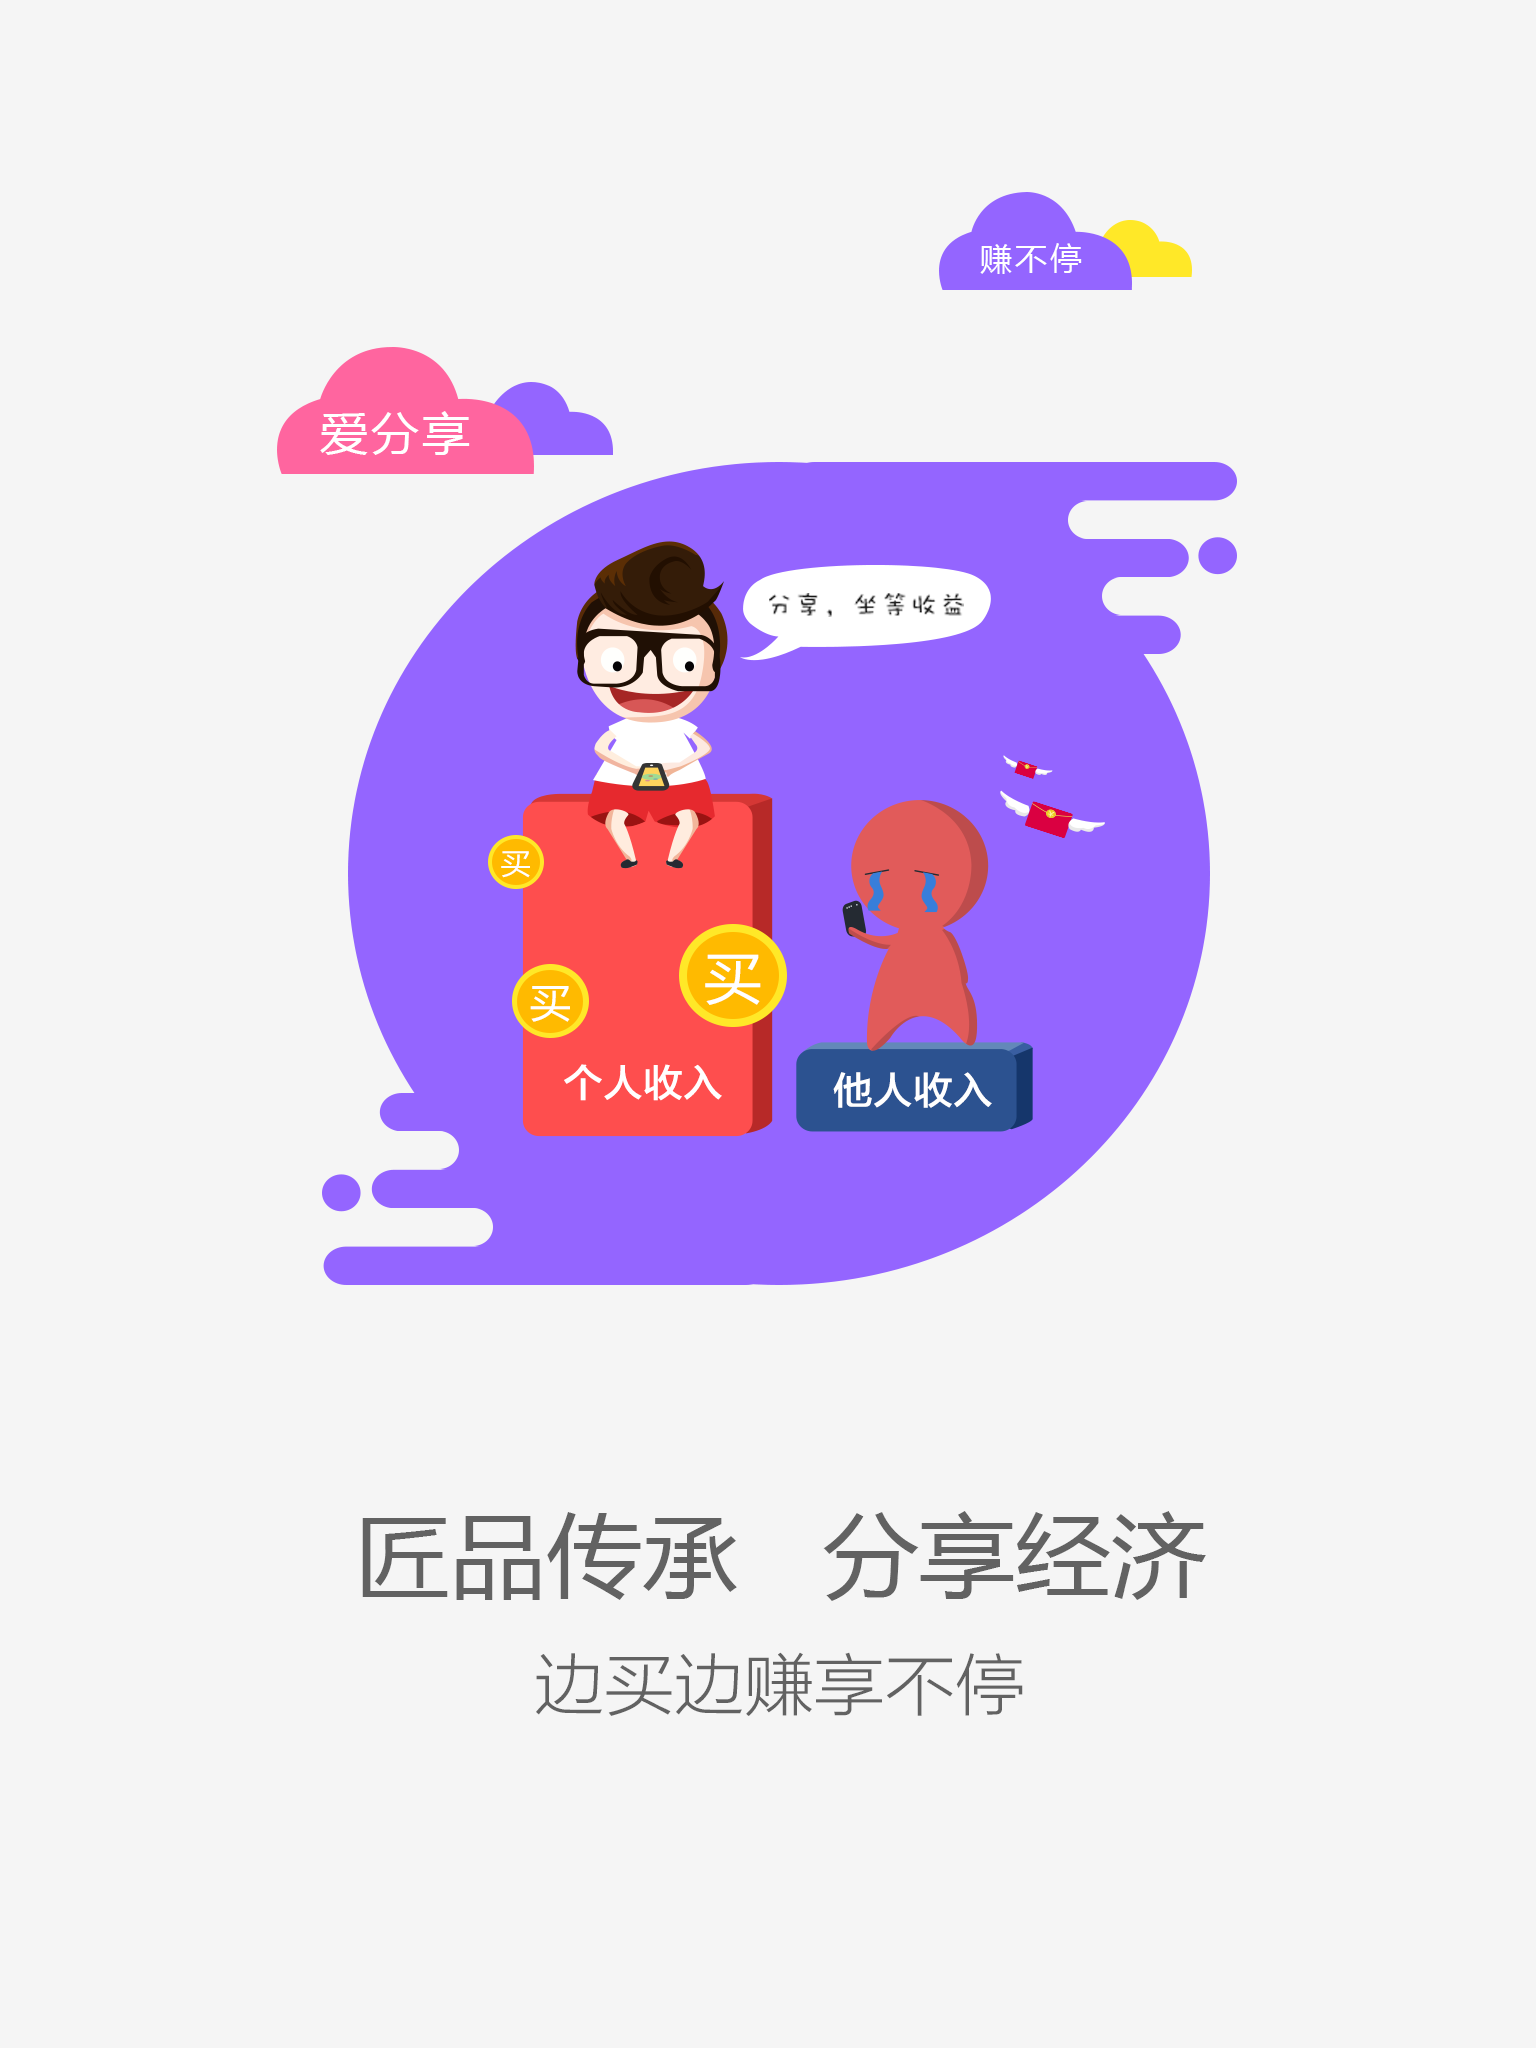 赚不停
爱分享
分享，坐等收益
买
买
买
个人收入
他人收入
匠品传承 分享经济
边买边赚享不停